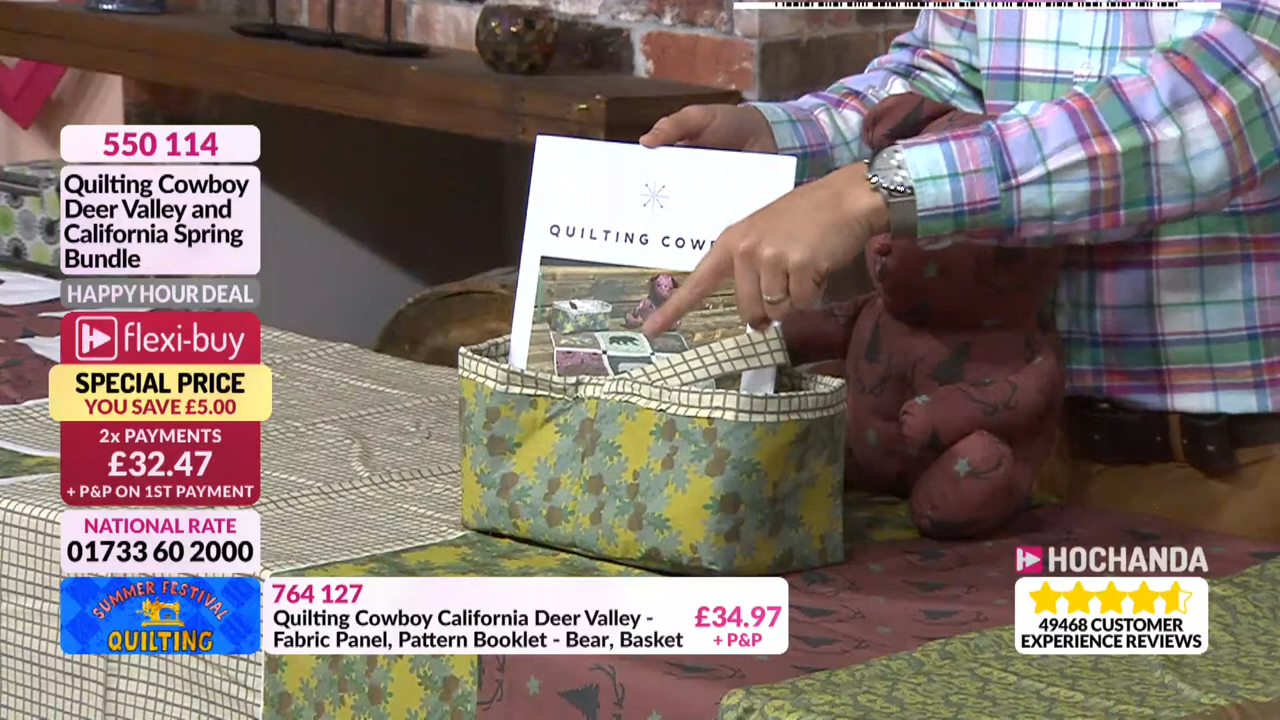 550 114
Quilting Cowboy
Deer Valley and
California Spring
Bundle
HAPPY HOUR DEAL
flexi-buy
SPECIAL PRICE
YOU SAVE £5.00
2x PAYMENTS
£32.47
+ P&P ON 1ST PAYMENT
NATIONAL RATE
01733 60 2000
SUMMER FESTIVAL
QUILTING
764 127
Quilting Cowboy California Deer Valley -
Fabric Panel, Pattern Booklet - Bear, Basket
£34.97
+ P&P
QUILTING
HOCHANDA
49468 CUSTOMER
EXPERIENCE REVIEWS